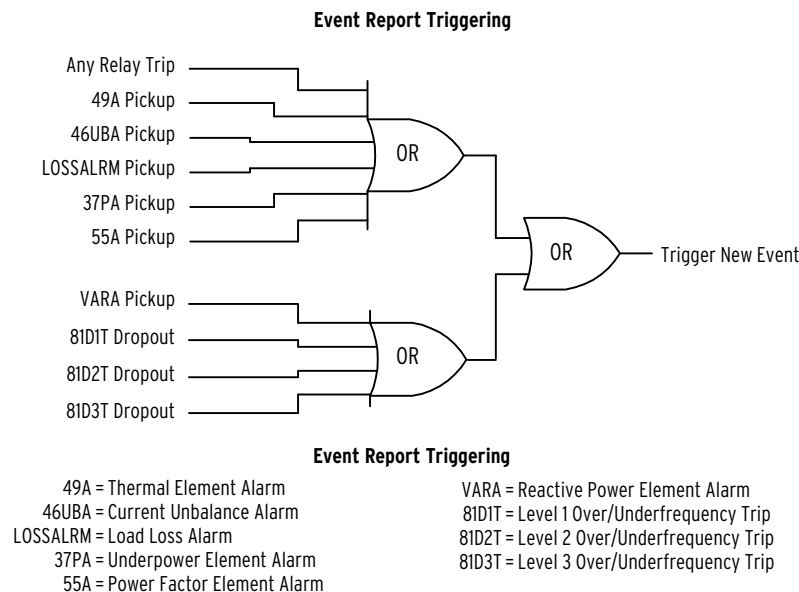 Event Report Triggering
Any Relay Trip
49A Pickup
46UBA Pickup
LOSSALRM Pickup
37PA Pickup
55A Pickup
OR
VARA Pickup
81D1T Dropout
81D2T Dropout
81D3T Dropout
OR
OR
Trigger New Event
Event Report Triggering
49A = Thermal Element Alarm
46UBA = Current Unbalance Alarm
LOSSALRM = Load Loss Alarm
37PA = Underpower Element Alarm
55A = Power Factor Element Alarm
VARA = Reactive Power Element Alarm
81D1T = Level 1 Over/Underfrequency Trip
81D2T = Level 2 Over/Underfrequency Trip
81D3T = Level 3 Over/Underfrequency Trip